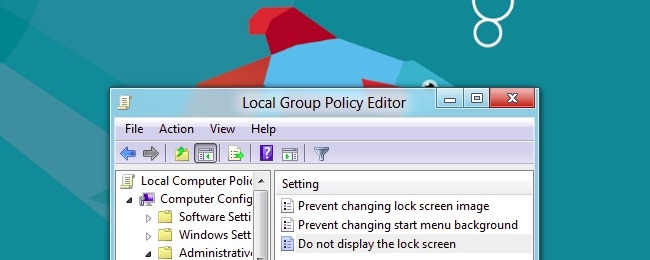 Local Group Policy Editor
File Action View Help
Local Computer Polic
Computer Config
Software Setti
Windows Sett
Administrativ
Setting
Prevent changing lock screen image
Prevent changing start menu background
Do not display the lock screen